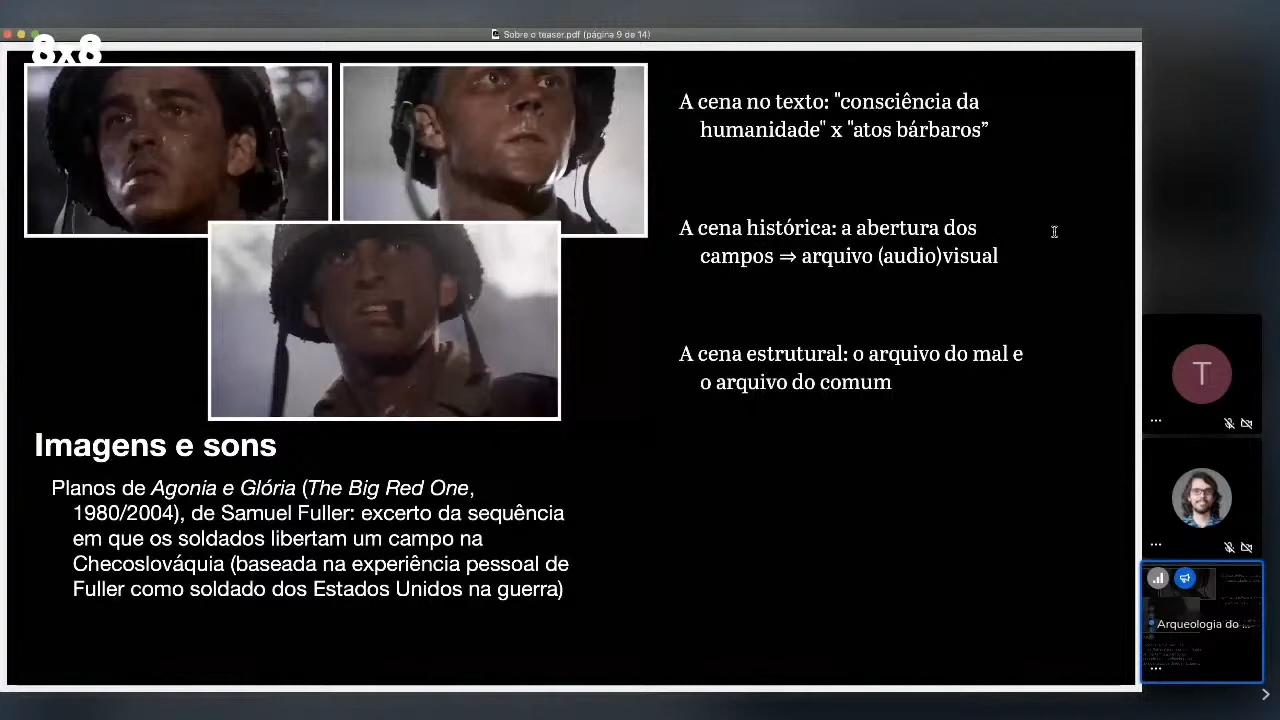 Sobre o teaser.pdf (página 9 de 14)
8x8
A cena no texto: "consciência da
humanidade" x "atos bárbaros”
A cena histórica: a abertura dos
campos ⇒ arquivo (audio)visual
A cena estrutural: o arquivo do mal e
o arquivo do comum
Imagens e sons
Planos de Agonia e Glória (The Big Red One,
1980/2004), de Samuel Fuller: excerto da sequência
em que os soldados libertam um campo na
Checoslováquia (baseada na experiência pessoal de
Fuller como soldado dos Estados Unidos na guerra)
T
Arqueologia do ...